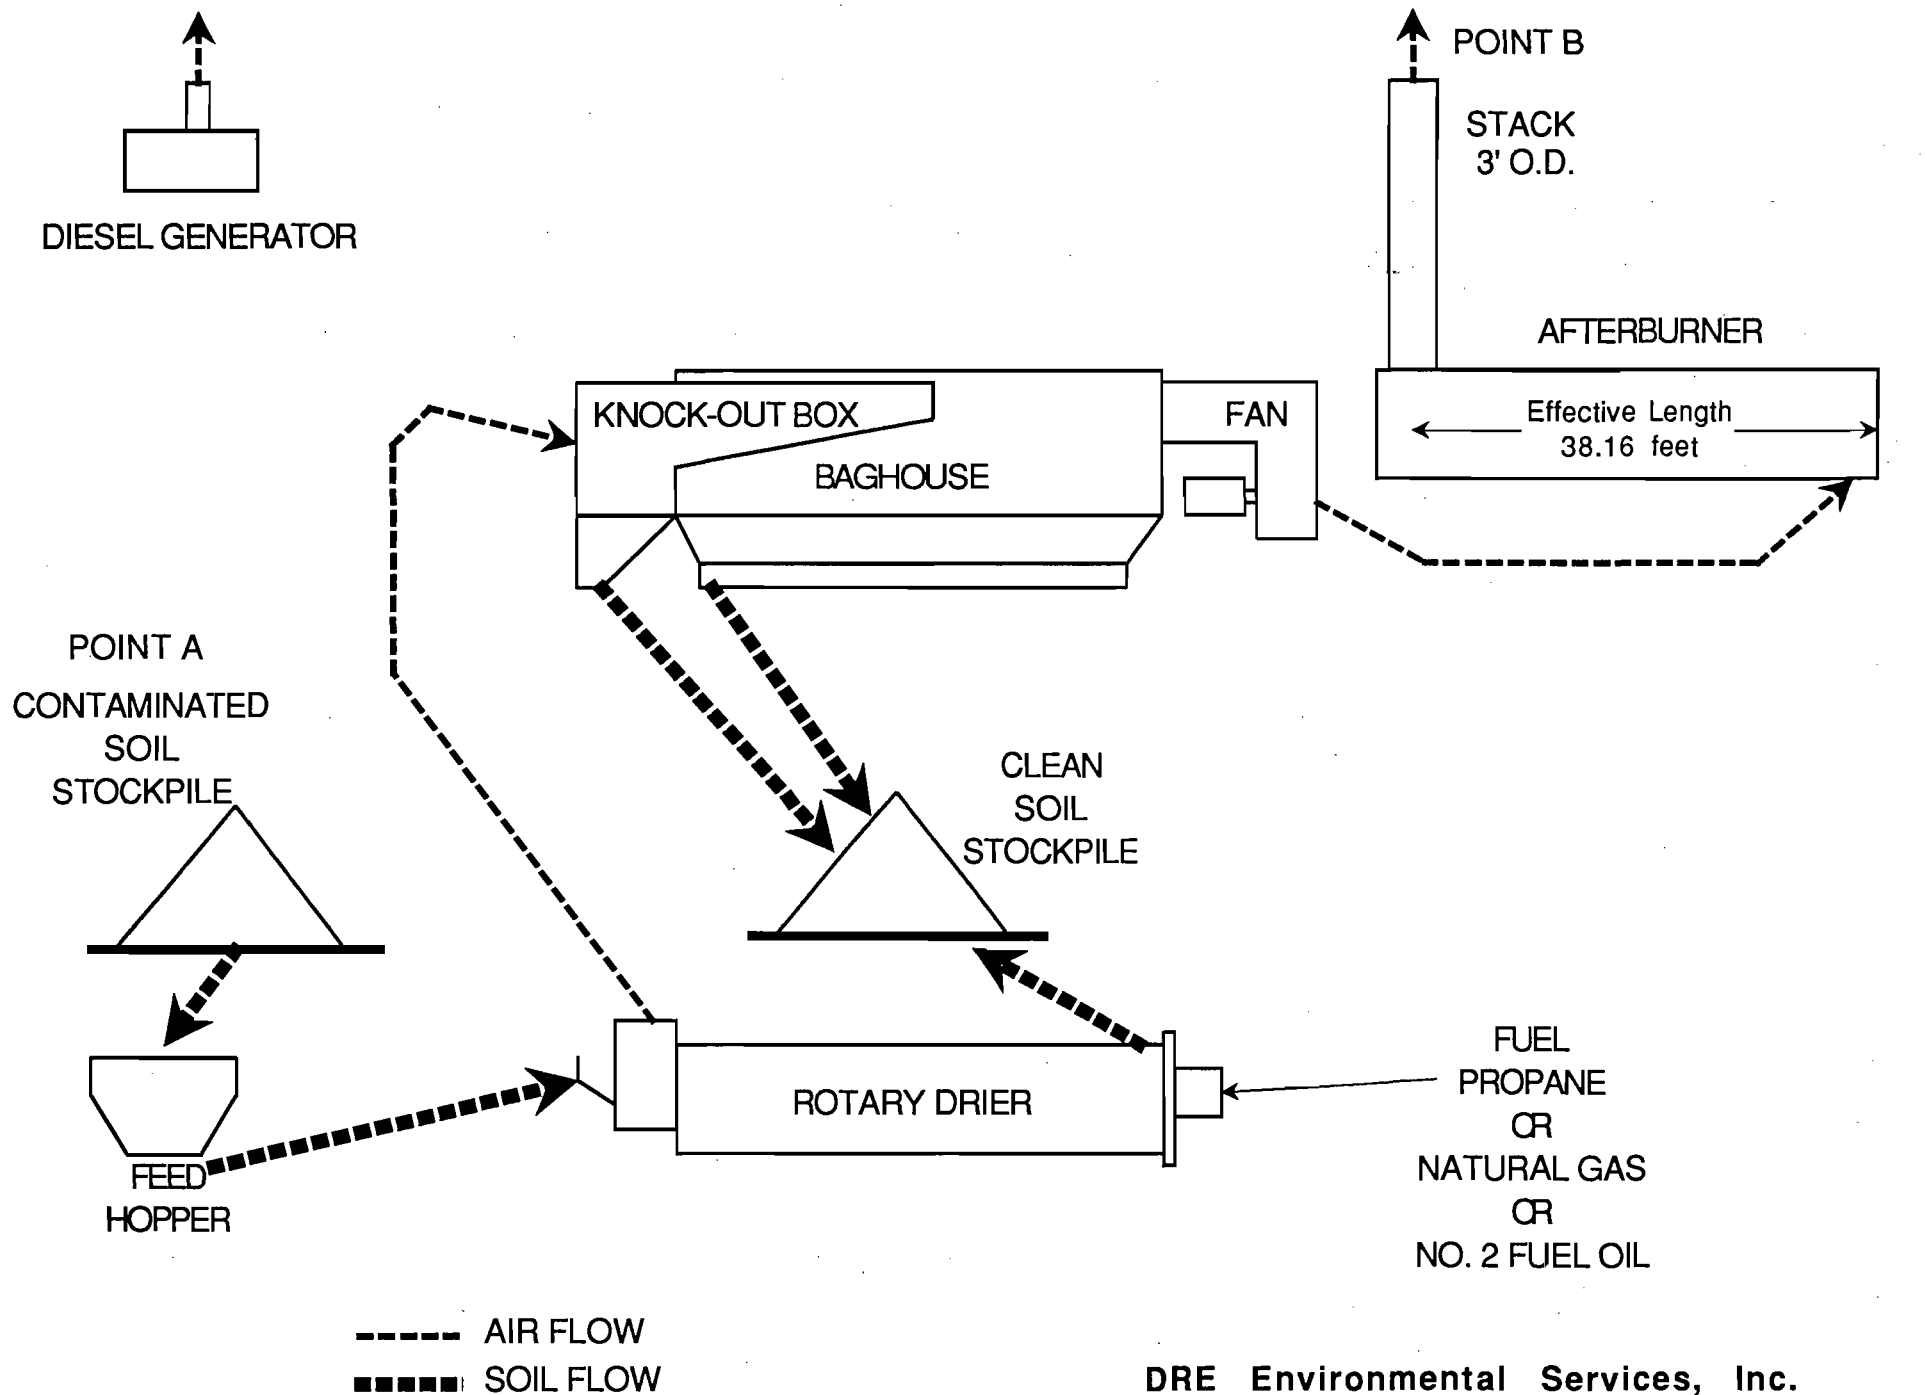 POINT B
STACK
3' O.D.
DIESEL GENERATOR
AFTERBURNER
Effective Length
38.16 feet
KNOCK-OUT BOX
FAN
BAGHOUSE
POINT A
CONTAMINATED
SOIL
STOCKPILE
CLEAN
SOIL
STOCKPILE
FEED
HOPPER
ROTARY DRIER
FUEL
PROPANE
OR
NATURAL GAS
OR
NO. 2 FUEL OIL
AIR FLOW
SOIL FLOW
DRE Environmental Services, Inc.